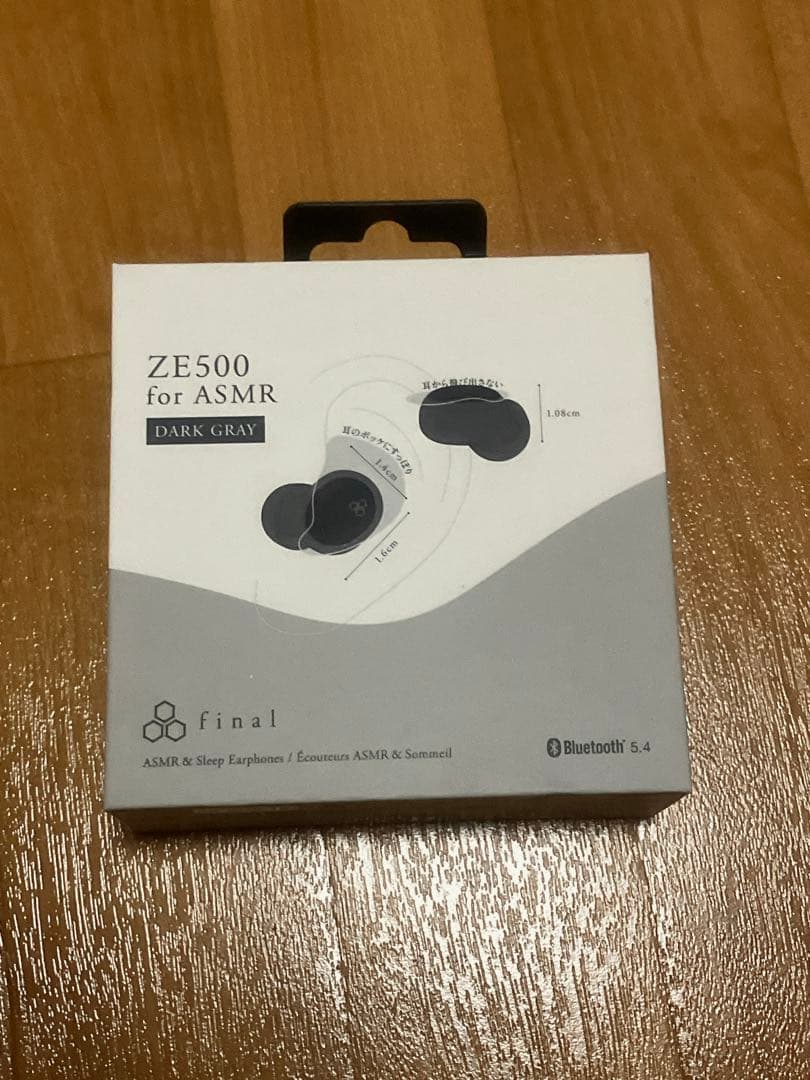 ZE500
for ASMR
DARK GRAY
耳から飛び出さない
1.08cm
耳のポッケにすっぽり
1.4cm
1.6cm
final
ASMR & Sleep Earphones / Écouteurs ASMR & Sommeil
Bluetooth 5.4